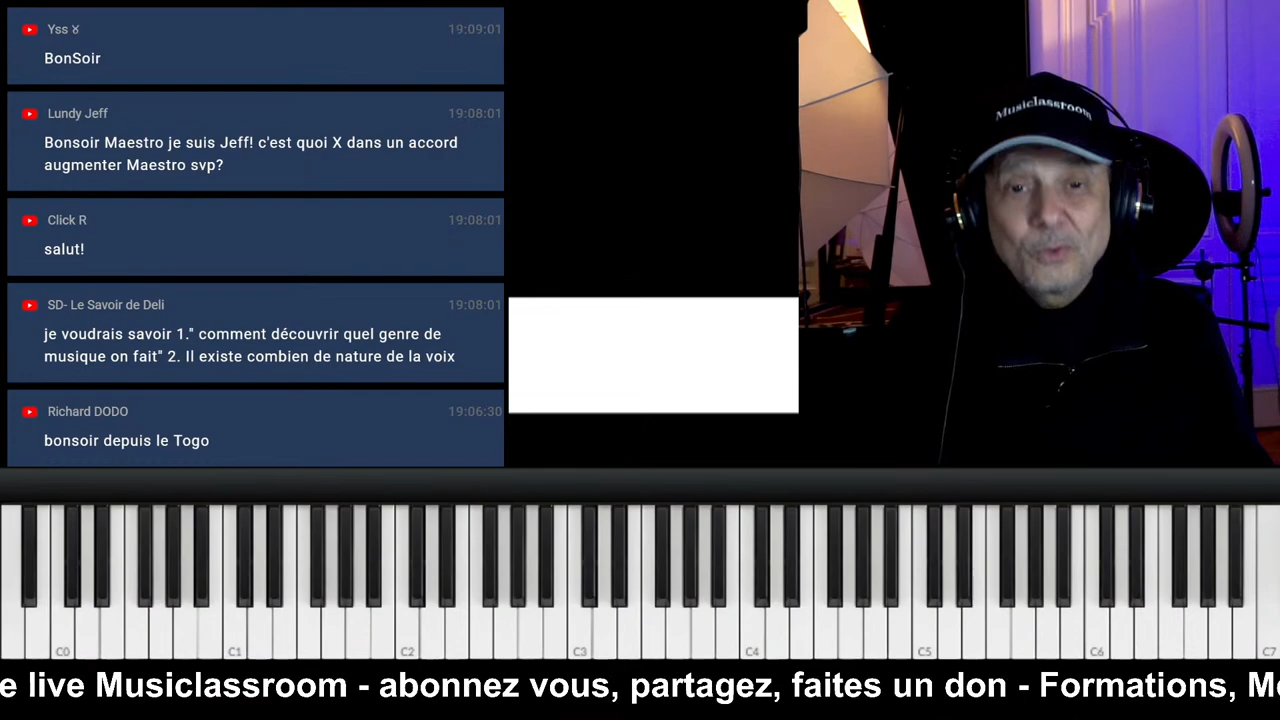 Yss ꔕ 19:09:01
BonSoir
Lundy Jeff 19:08:01
Bonsoir Maestro je suis Jeff! c'est quoi X dans un accord
augmenter Maestro svp?
Click R 19:08:01
salut!
SD- Le Savoir de Deli 19:08:01
je voudrais savoir 1." comment découvrir quel genre de
musique on fait" 2. Il existe combien de nature de la voix
Richard DODO 19:06:30
bonsoir depuis le Togo
Musiclassroom
C0 C1 C2 C3 C4 C5 C6 C7
e live Musiclassroom - abonnez vous, partagez, faites un don - Formations, M